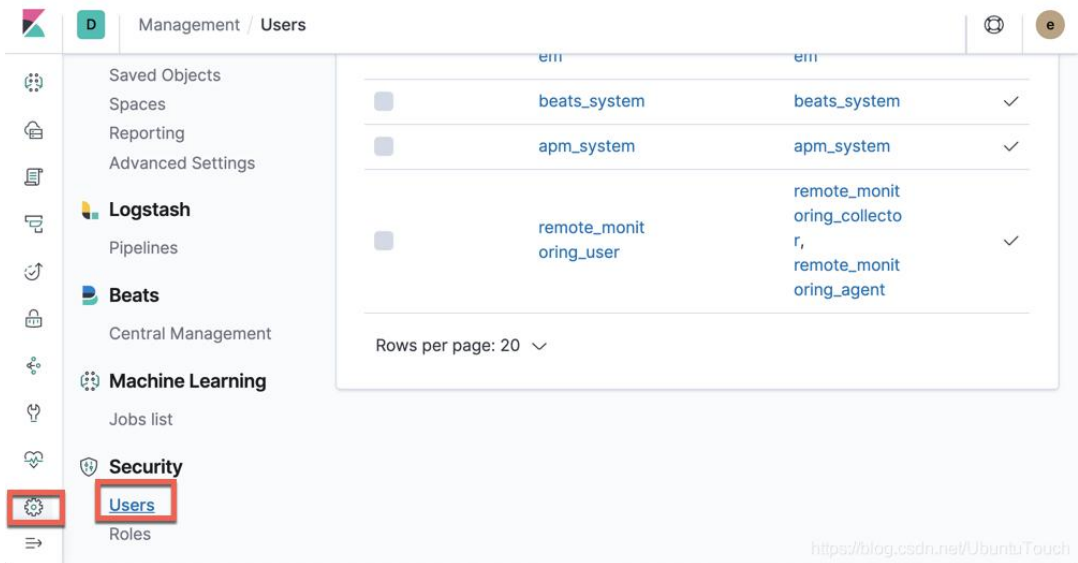 D Management / Users e
Saved Objects
Spaces
Reporting
Advanced Settings
Logstash
Pipelines
Beats
Central Management
Machine Learning
Jobs list
Security
Users
Roles
em em
beats_system beats_system
apm_system apm_system
remote_monit
oring_user
remote_monit
oring_collecto
r,
remote_monit
oring_agent
Rows per page: 20
https://blog.csdn.net/UbuntuTouch